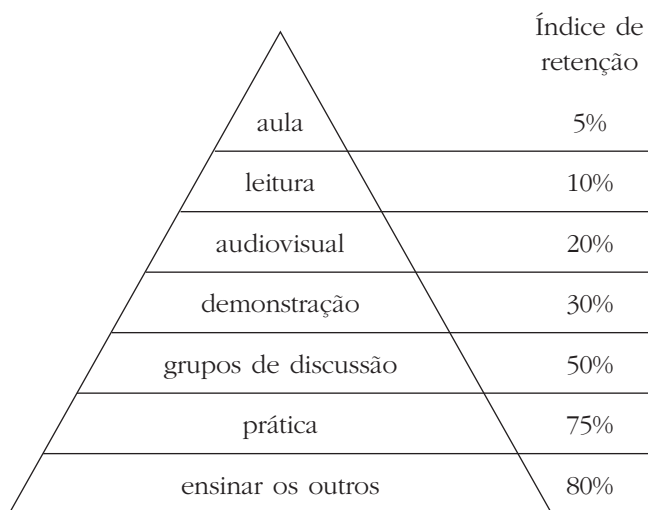 Índice de
retenção
aula 5%
leitura 10%
audiovisual 20%
demonstração 30%
grupos de discussão 50%
prática 75%
ensinar os outros 80%